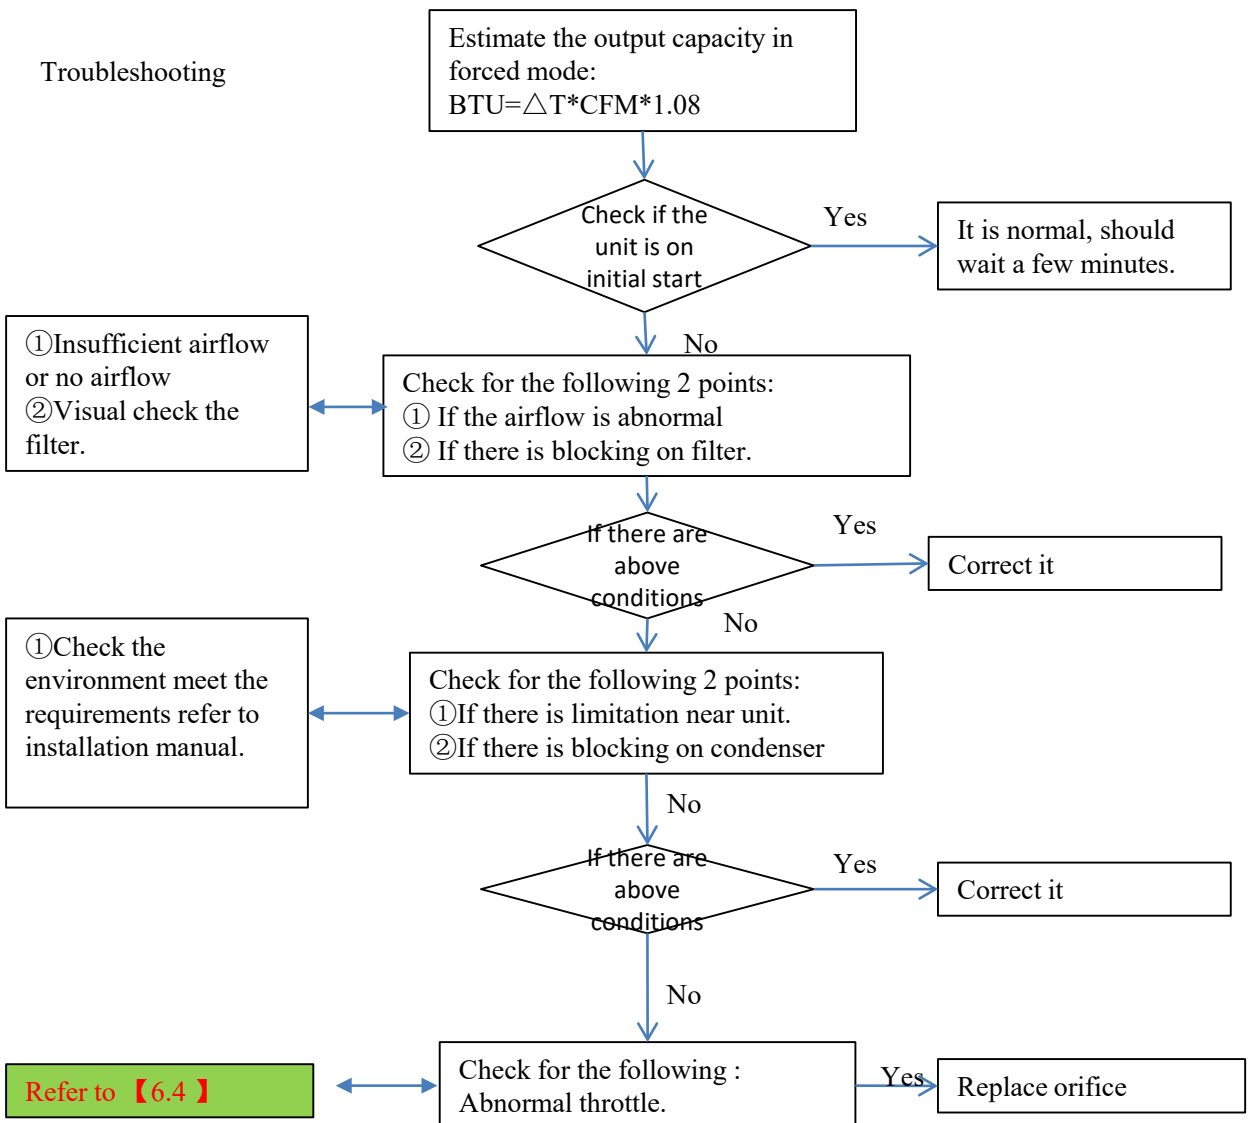 Troubleshooting
Estimate the output capacity in
forced mode:
BTU=△T*CFM*1.08
Check if the
unit is on
initial start
Yes
It is normal, should
wait a few minutes.
No
①Insufficient airflow
or no airflow
②Visual check the
filter.
Check for the following 2 points:
① If the airflow is abnormal
② If there is blocking on filter.
If there are
above
conditions
Yes
Correct it
No
①Check the
environment meet the
requirements refer to
installation manual.
Check for the following 2 points:
①If there is limitation near unit.
②If there is blocking on condenser
No
If there are
above
conditions
Yes
Correct it
No
Refer to 【6.4 】
Check for the following :
Abnormal throttle.
Yes
Replace orifice